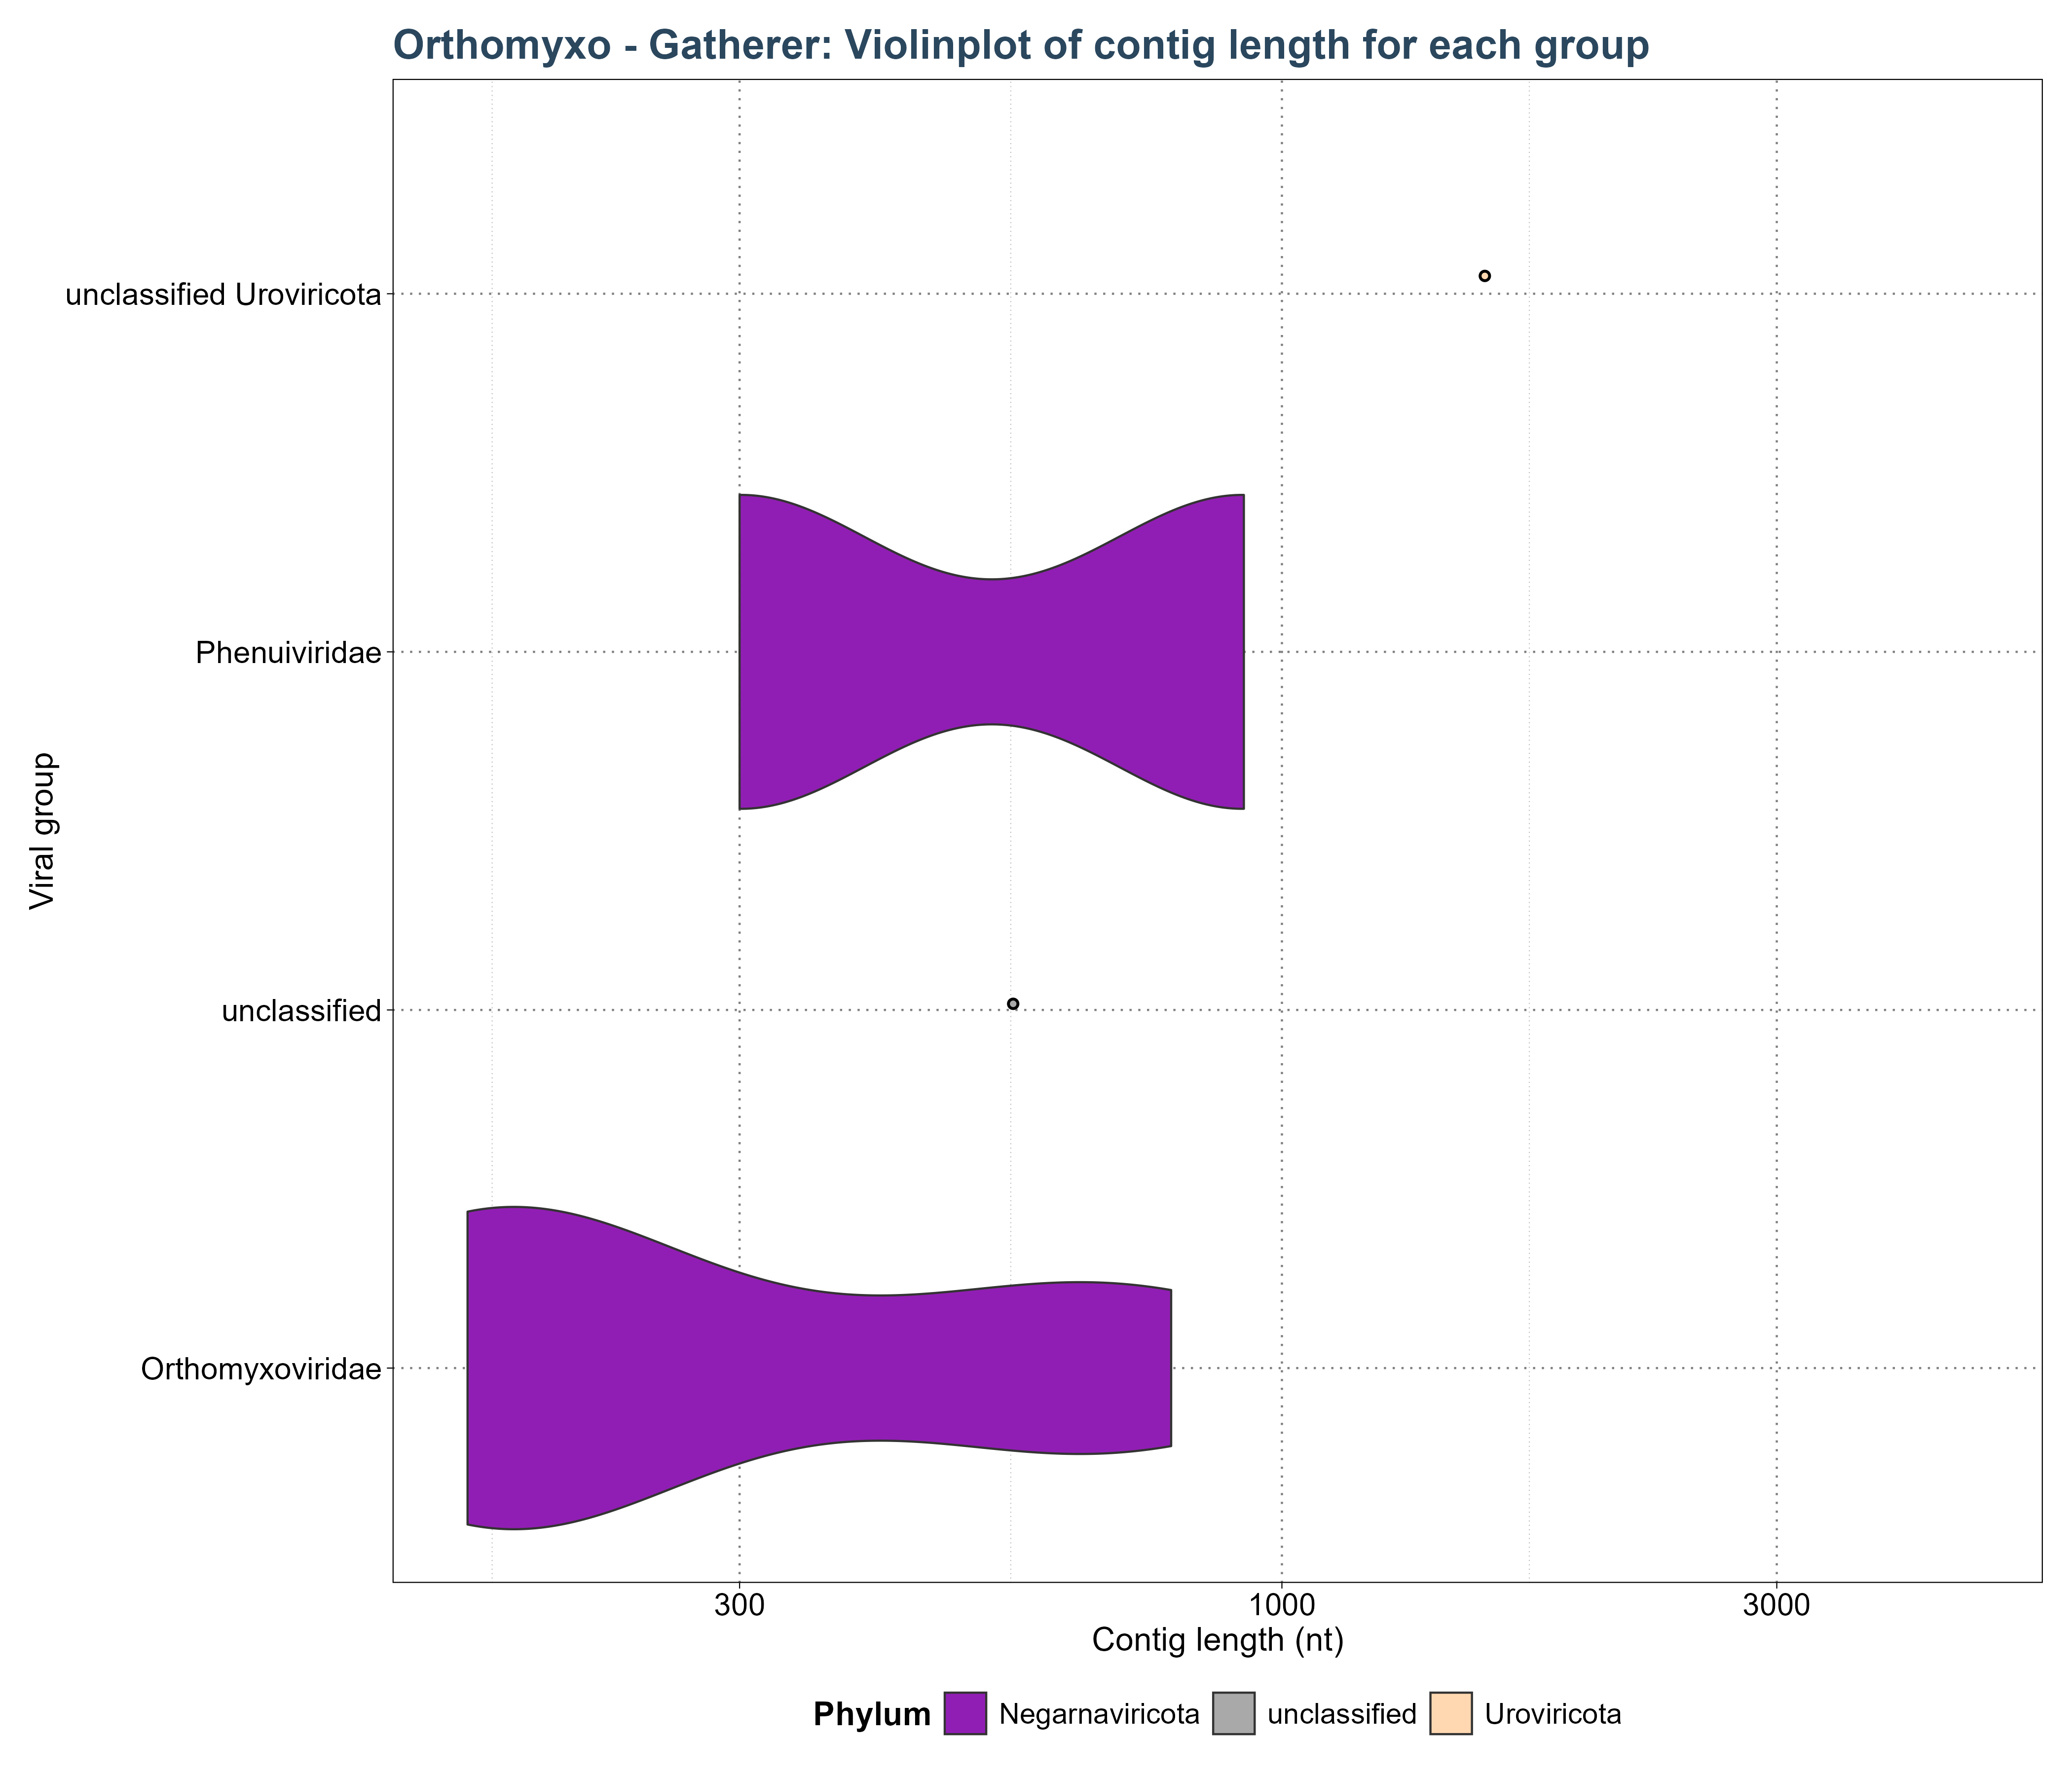 Orthomyxo - Gatherer: Violinplot of contig length for each group
Viral group
unclassified Uroviricota
Phenuiviridae
unclassified
Orthomyxoviridae
300 1000 3000
Contig length (nt)
Phylum Negarnaviricota unclassified Uroviricota